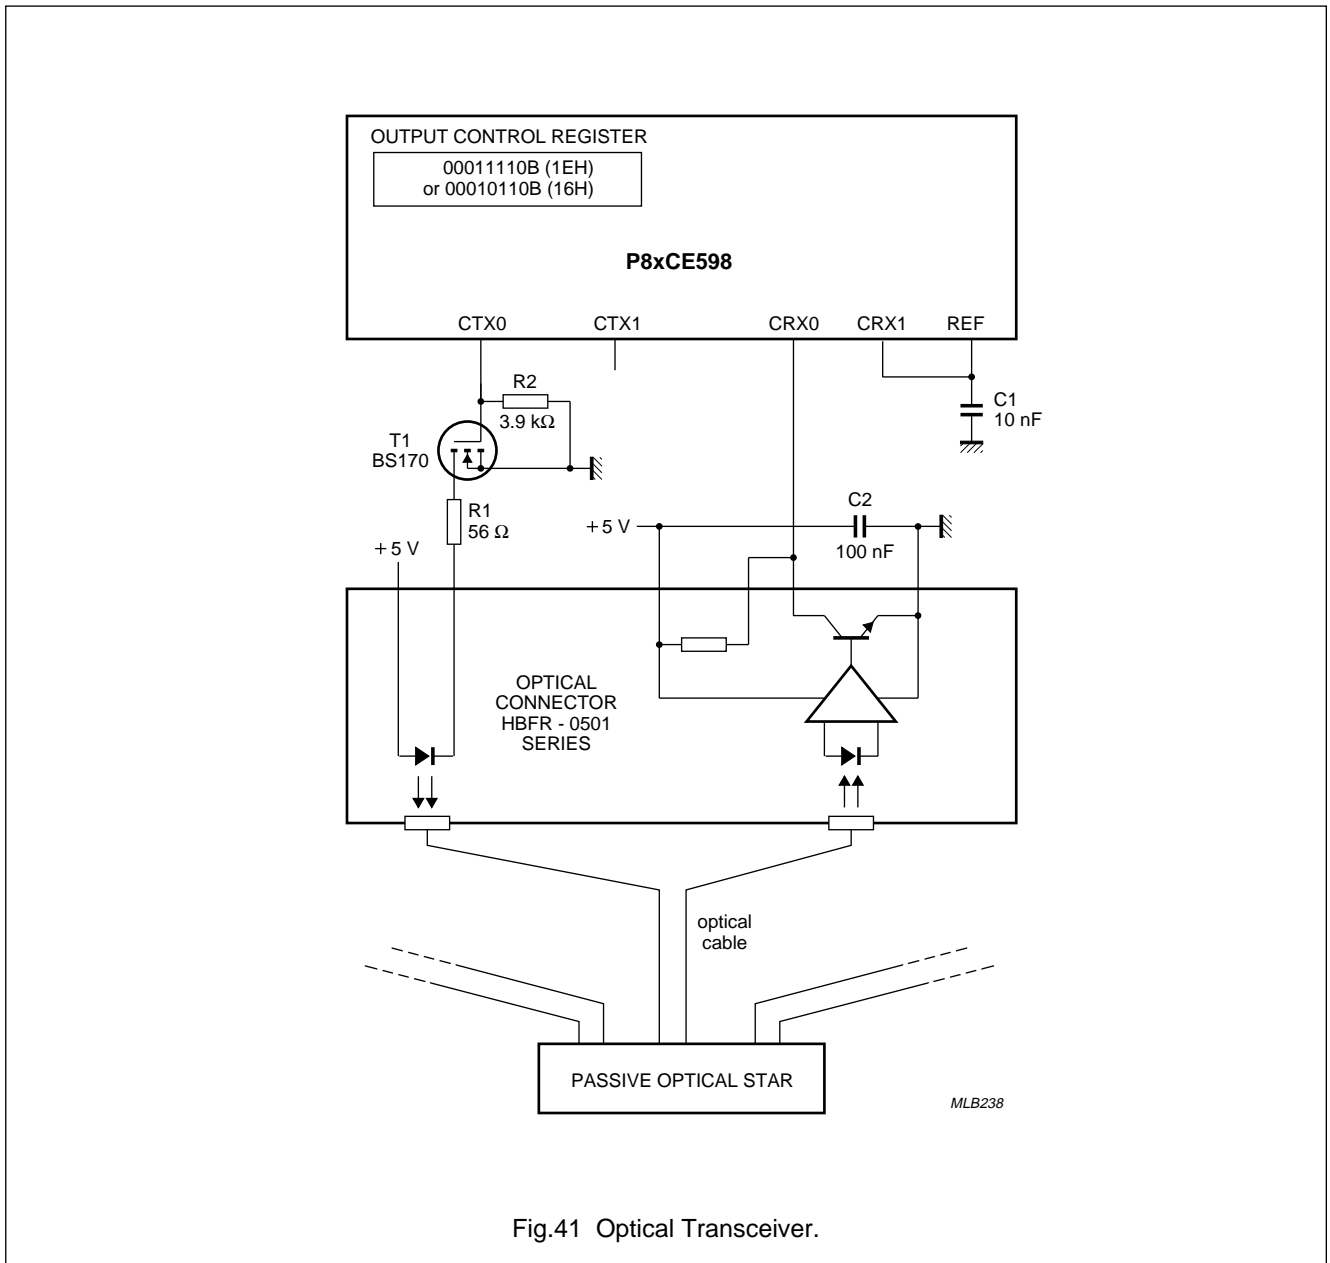 OUTPUT CONTROL REGISTER
00011110B (1EH)
or 00010110B (16H)
P8xCE598
CTX0
CTX1
CRX0
CRX1
REF
R2
3.9 kΩ
C1
10 nF
T1
BS170
R1
56 Ω
+5 V
+5 V
C2
100 nF
OPTICAL
CONNECTOR
HBFR - 0501
SERIES
optical
cable
PASSIVE OPTICAL STAR
MLB238
Fig.41 Optical Transceiver.